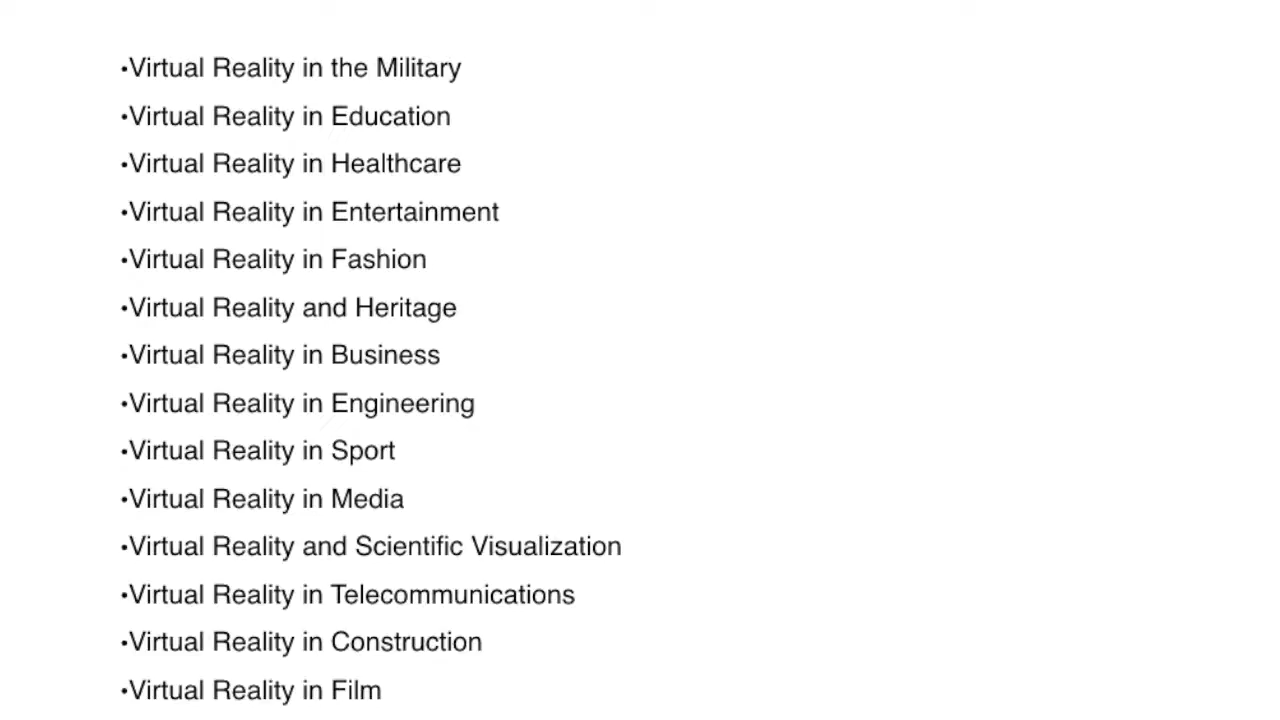 •Virtual Reality in the Military
•Virtual Reality in Education
•Virtual Reality in Healthcare
•Virtual Reality in Entertainment
•Virtual Reality in Fashion
•Virtual Reality and Heritage
•Virtual Reality in Business
•Virtual Reality in Engineering
•Virtual Reality in Sport
•Virtual Reality in Media
•Virtual Reality and Scientific Visualization
•Virtual Reality in Telecommunications
•Virtual Reality in Construction
•Virtual Reality in Film